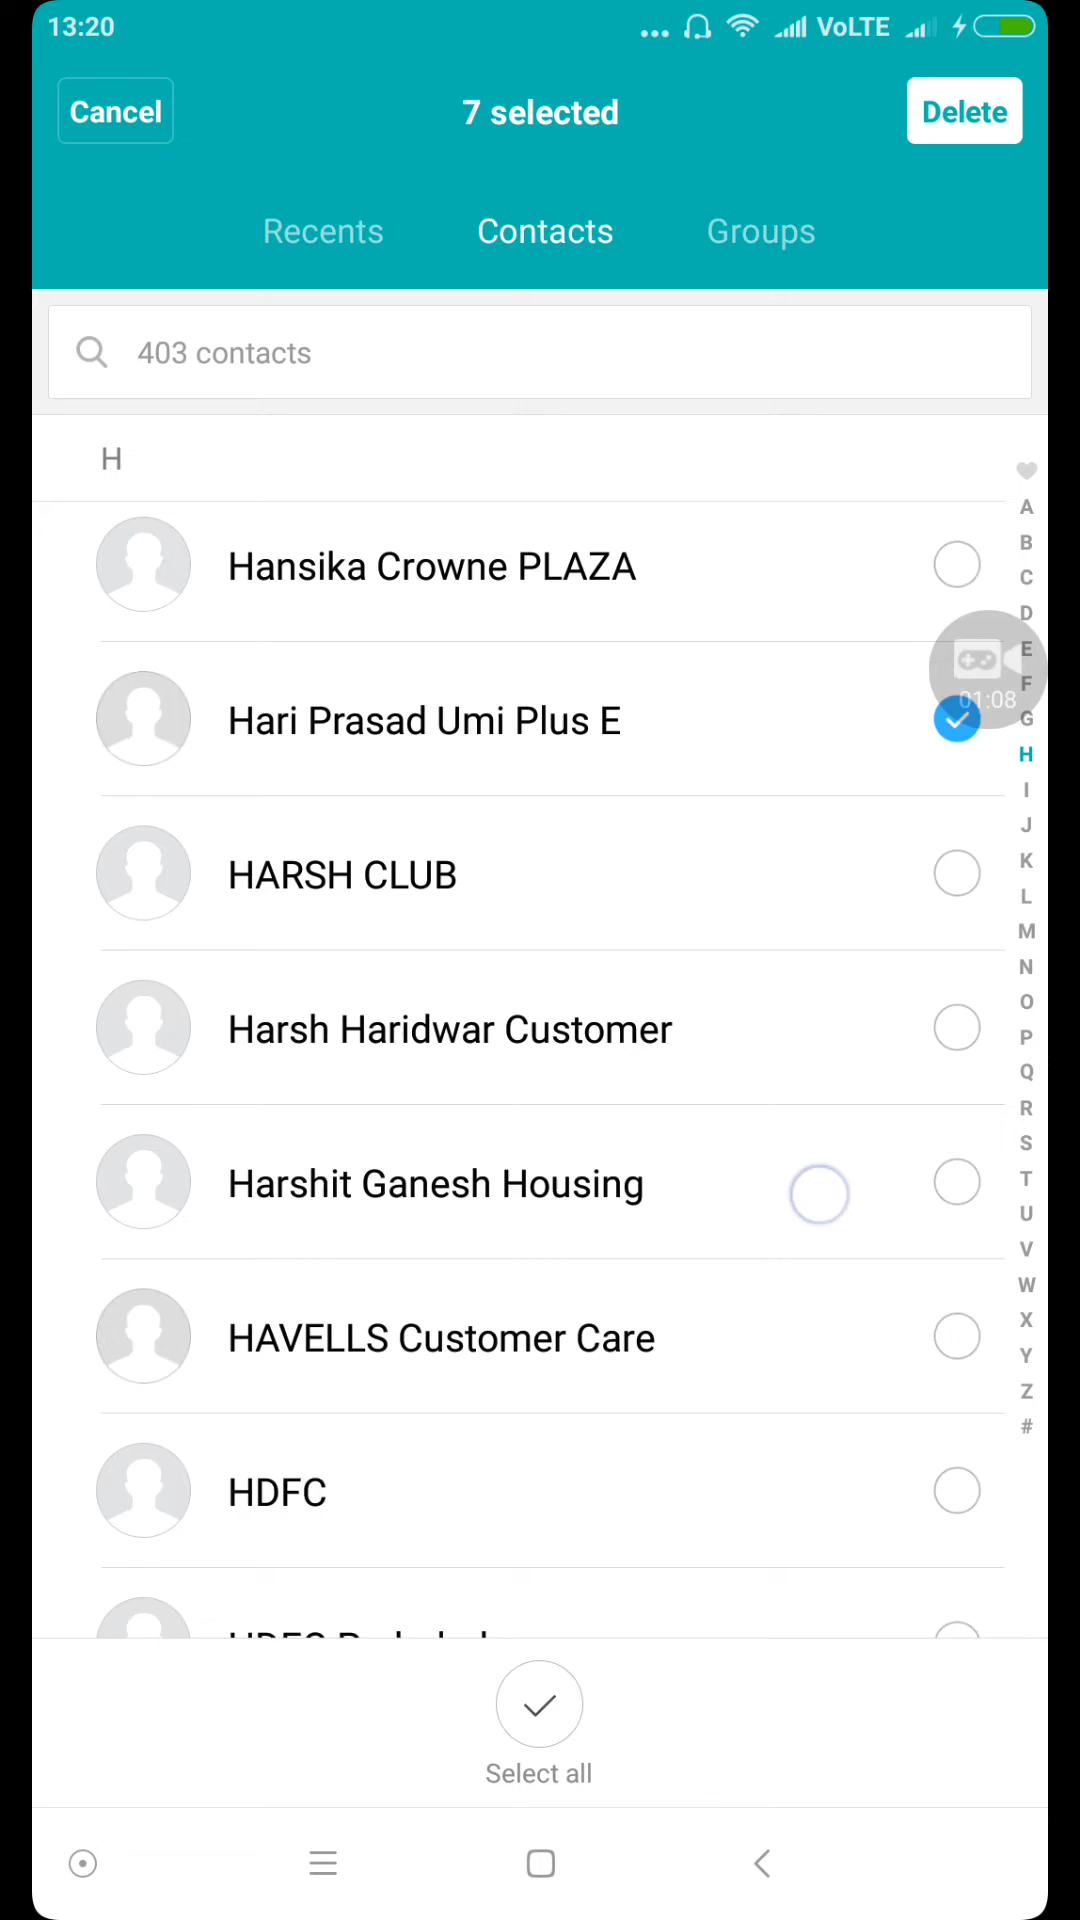 13:20
VoLTE
Cancel
7 selected
Delete
Recents
Contacts
Groups
403 contacts
H
Hansika Crowne PLAZA
Hari Prasad Umi Plus E
01:08
HARSH CLUB
Harsh Haridwar Customer
Harshit Ganesh Housing
HAVELLS Customer Care
HDFC
A
B
C
D
E
F
G
H
I
J
K
L
M
N
O
P
Q
R
S
T
U
V
W
X
Y
Z
#
Select all